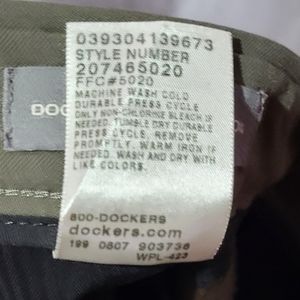 039304139673
STYLE NUMBER
207465020
FFC#5020
MACHINE WASH COLD
DURABLE PRESS CYCLE
ONLY NON-CHLORINE BLEACH IF
NEEDED. TUMBLE DRY DURABLE
PRESS CYCLE. REMOVE
PROMPTLY. WARM IRON IF
NEEDED. WASH AND DRY WITH
LIKE COLORS.
800-DOCKERS
dockers.com
199 0807 903736
WPL-423
DOC